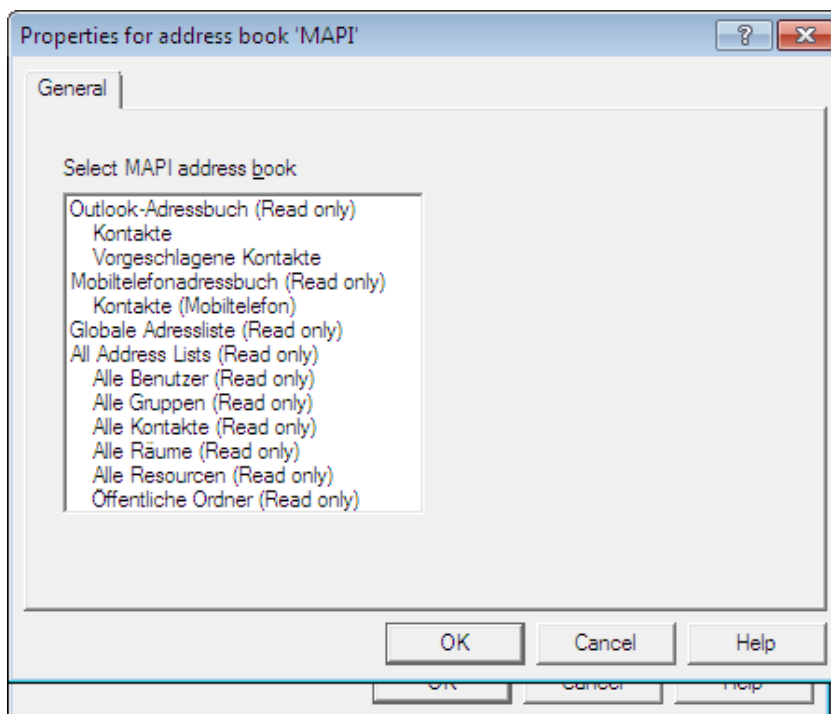 Properties for address book 'MAPI'
General
Select MAPI address book
Outlook-Adressbuch (Read only)
Kontakte
Vorgeschlagene Kontakte
Mobiltelefonadressbuch (Read only)
Kontakte (Mobiltelefon)
Globale Adressliste (Read only)
All Address Lists (Read only)
Alle Benutzer (Read only)
Alle Gruppen (Read only)
Alle Kontakte (Read only)
Alle Räume (Read only)
Alle Resourcen (Read only)
Öffentliche Ordner (Read only)
OK Cancel Help
OK Cancel Help